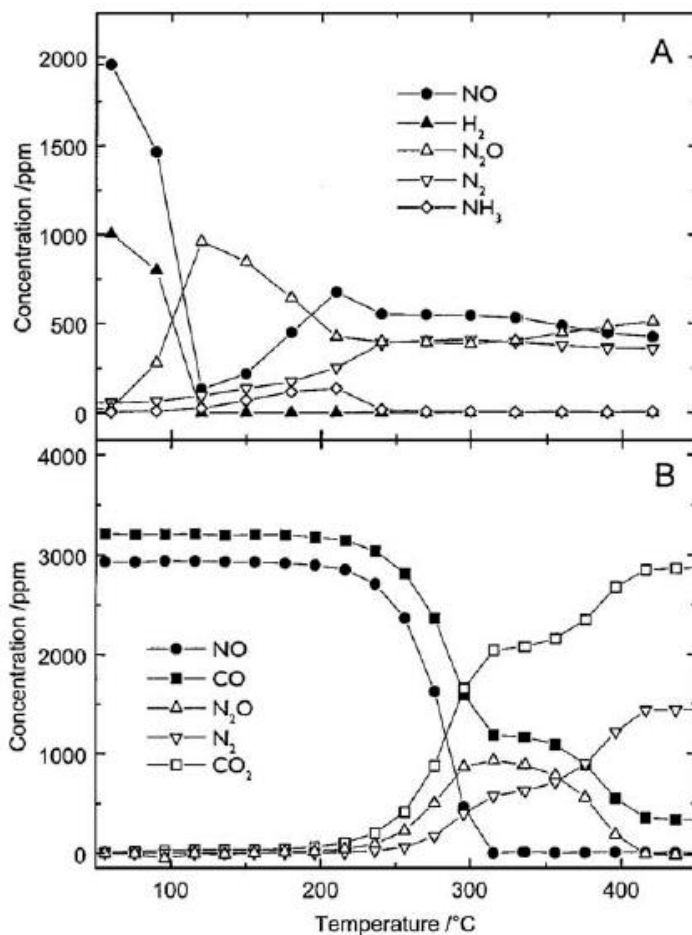 A
NO
H₂
N₂O
N₂
NH₃
Concentration /ppm
2000
1500
1000
500
0
B
NO
CO
N₂O
N₂
CO₂
Concentration /ppm
4000
3000
2000
1000
0
100
200
300
400
Temperature /°C